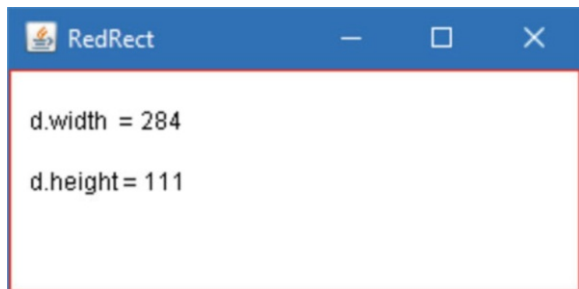 RedRect
d.width = 284
d.height = 111